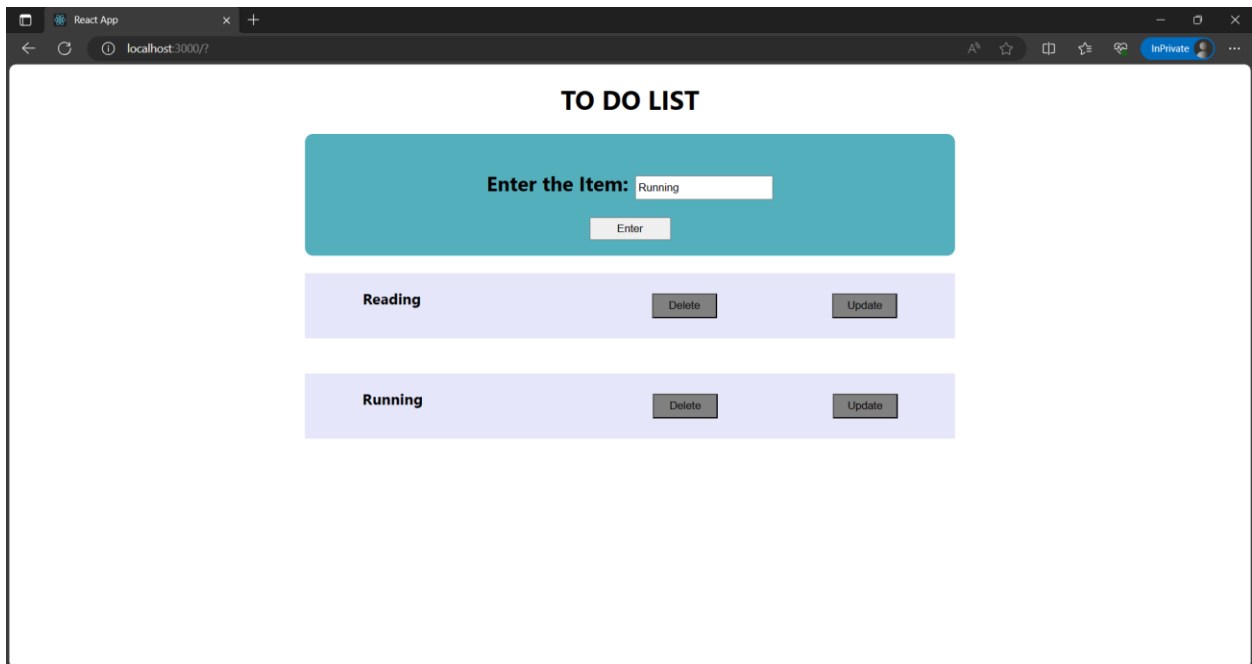 React App
localhost:3000/?
InPrivate
TO DO LIST
Enter the Item: Running
Enter
Reading Delete Update
Running Delete Update